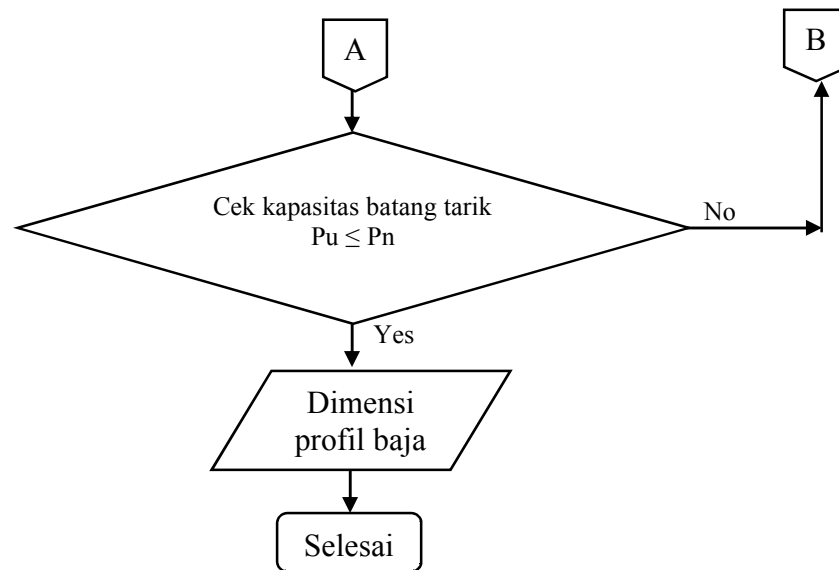 A
B
Cek kapasitas batang tarik
Pu ≤ Pn
No
Yes
Dimensi
profil baja
Selesai